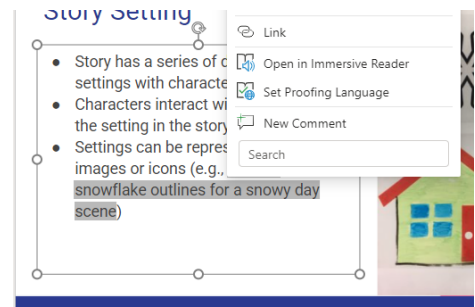 Story Setting
Story has a series of
settings with characte
Characters interact wi
the setting in the story
Settings can be repres
images or icons (e.g.,
snowflake outlines for a snowy day
scene)
Link
Open in Immersive Reader
Set Proofing Language
New Comment
Search